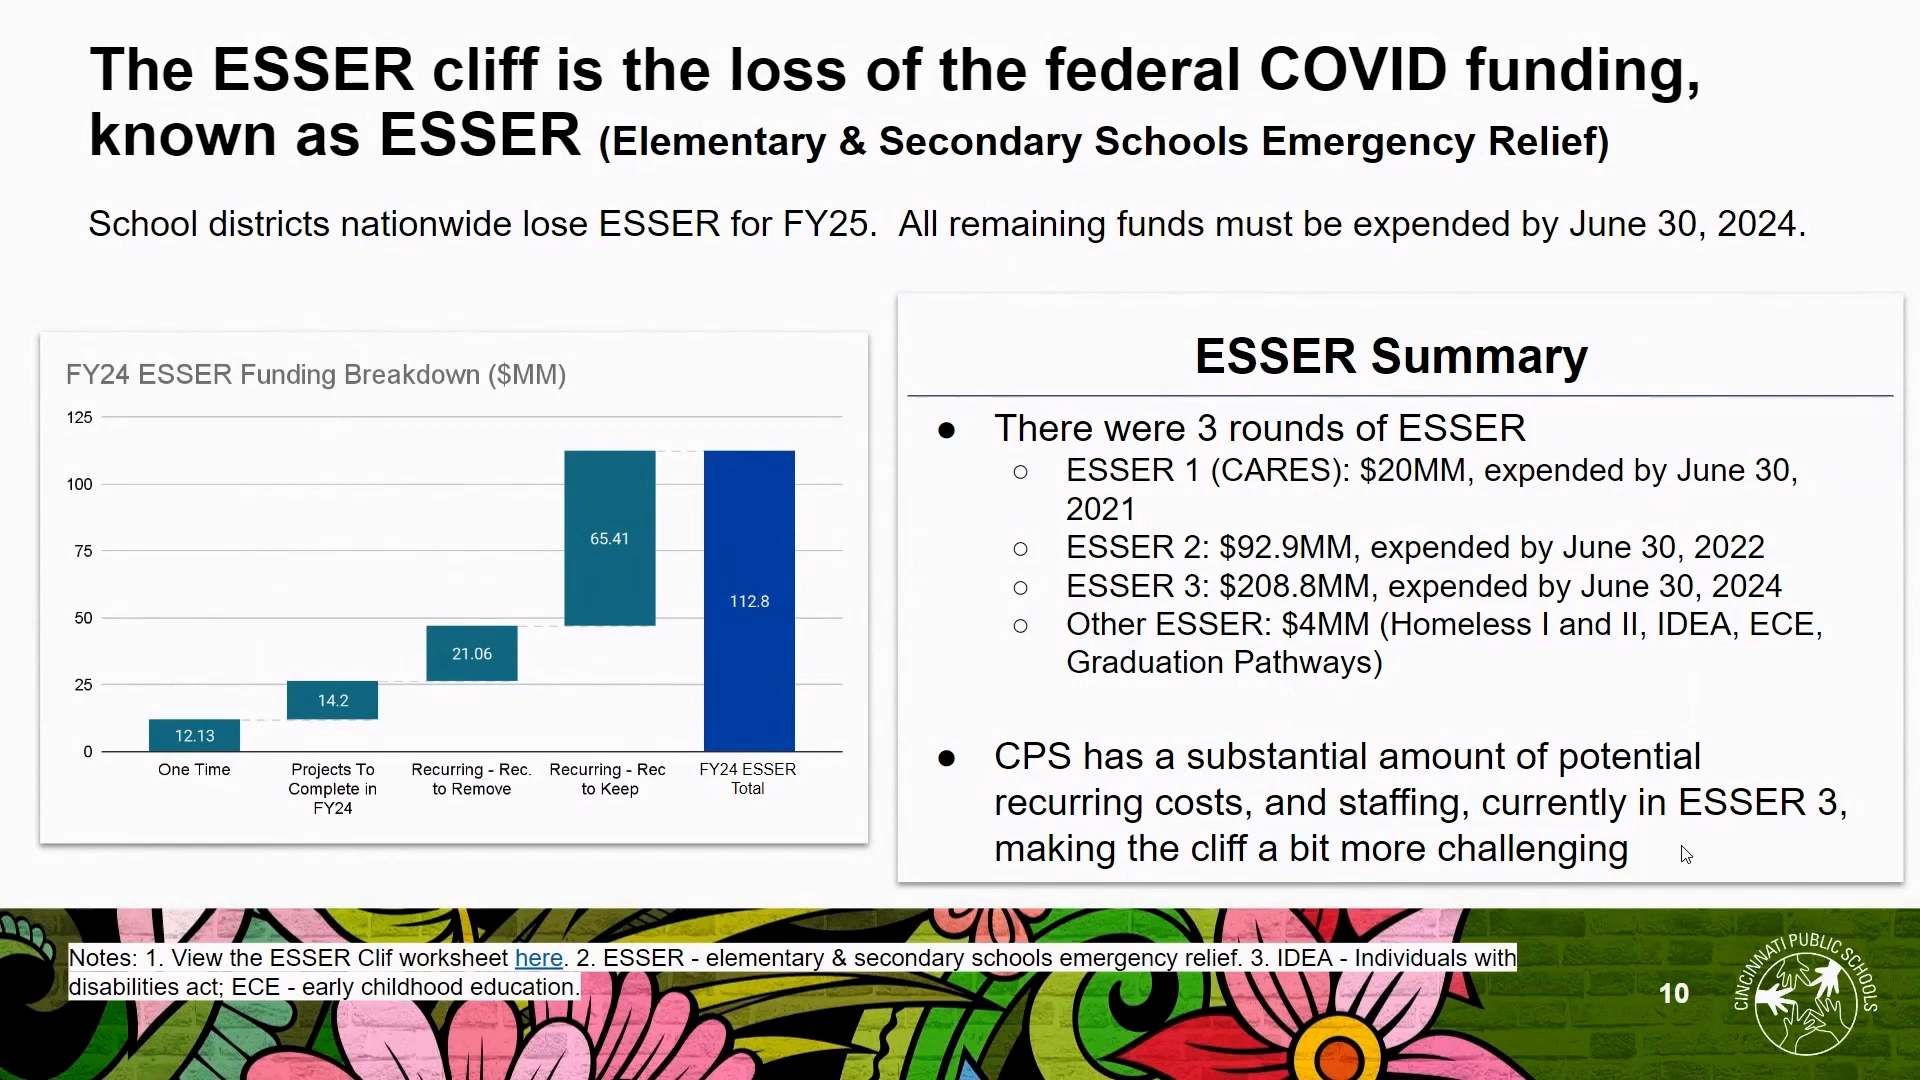 The ESSER cliff is the loss of the federal COVID funding,
known as ESSER (Elementary & Secondary Schools Emergency Relief)
School districts nationwide lose ESSER for FY25.  All remaining funds must be expended by June 30, 2024.
FY24 ESSER Funding Breakdown ($MM)
125
100
75
50
25
0
12.13
14.2
21.06
65.41
112.8
One Time
Projects To
Complete in
FY24
Recurring - Rec.
to Remove
Recurring - Rec
to Keep
FY24 ESSER
Total
ESSER Summary
● There were 3 rounds of ESSER
○ ESSER 1 (CARES): $20MM, expended by June 30,
2021
○ ESSER 2: $92.9MM, expended by June 30, 2022
○ ESSER 3: $208.8MM, expended by June 30, 2024
○ Other ESSER: $4MM (Homeless I and II, IDEA, ECE,
Graduation Pathways)
● CPS has a substantial amount of potential
recurring costs, and staffing, currently in ESSER 3,
making the cliff a bit more challenging
Notes: 1. View the ESSER Clif worksheet here. 2. ESSER - elementary & secondary schools emergency relief. 3. IDEA - Individuals with
disabilities act; ECE - early childhood education.
10
CINCINNATI PUBLIC SCHOOLS